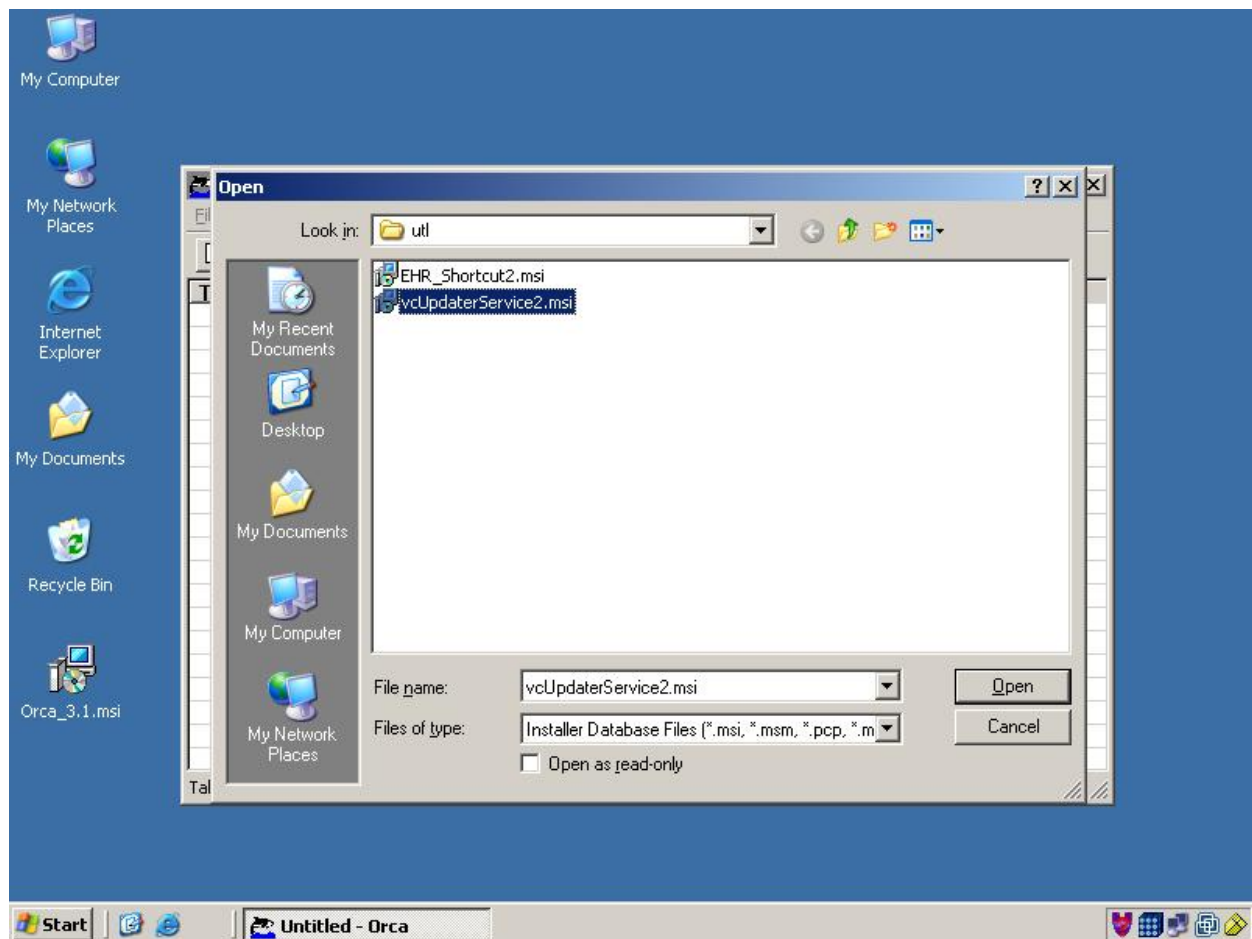 My Computer
My Network
Places
Internet
Explorer
My Documents
Recycle Bin
Orca_3.1.msi
Open
Look in:
utl
EHR_Shortcut2.msi
vcUpdaterService2.msi
My Recent
Documents
Desktop
My Documents
My Computer
My Network
Places
File name:
vcUpdaterService2.msi
Files of type:
Installer Database Files (*.msi, *.msm, *.pcp, *.m
Open as read-only
Open
Cancel
Start
Untitled - Orca